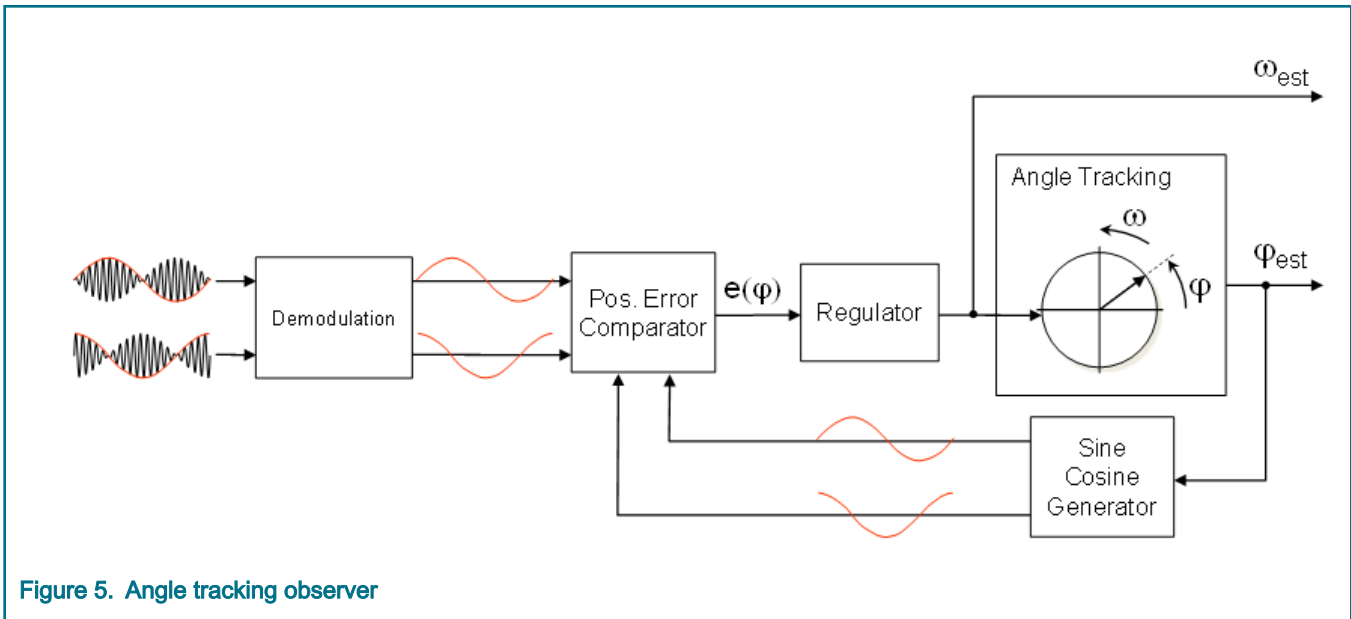 ωest
Angle Tracking
ω
φest
φ
Demodulation
Pos. Error
Comparator
e(φ)
Regulator
Sine
Cosine
Generator
Figure 5. Angle tracking observer